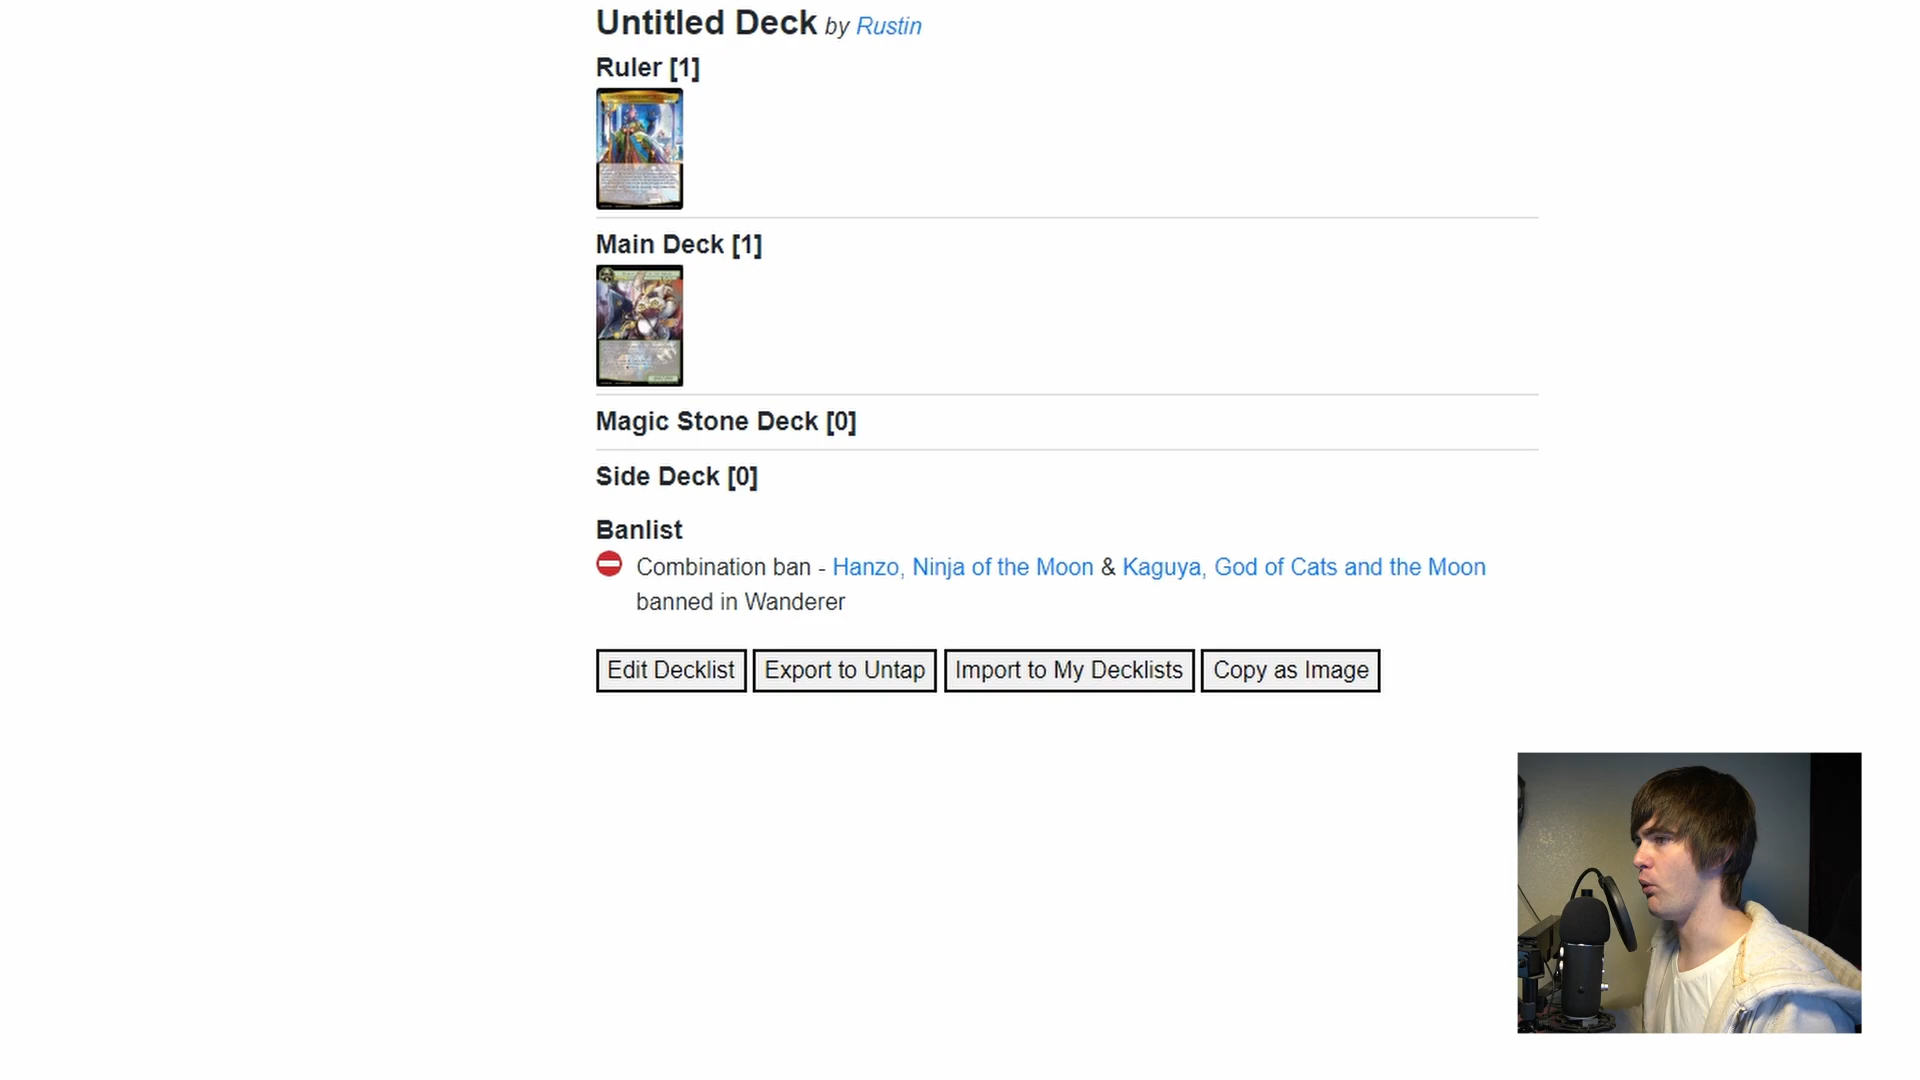 Untitled Deck by Rustin
Ruler [1]
Main Deck [1]
Magic Stone Deck [0]
Side Deck [0]
Banlist
Combination ban - Hanzo, Ninja of the Moon & Kaguya, God of Cats and the Moon
banned in Wanderer
Edit Decklist Export to Untap Import to My Decklists Copy as Image